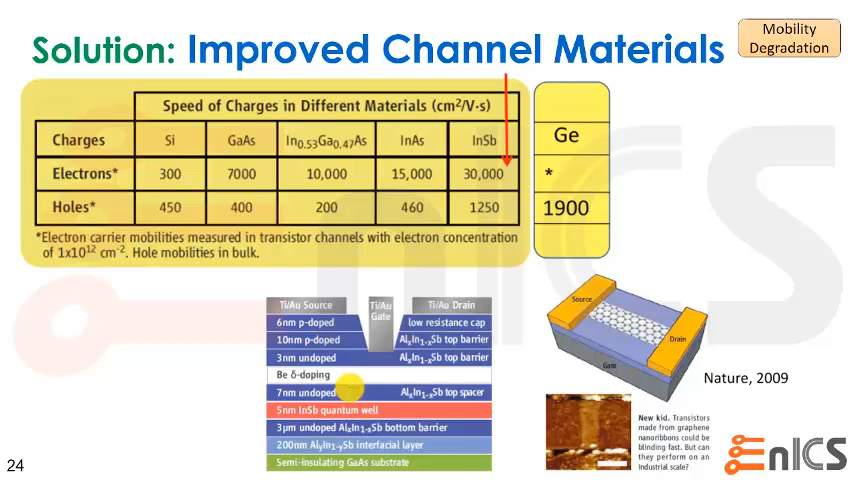 Solution: Improved Channel Materials
Mobility
Degradation
Speed of Charges in Different Materials (cm²/V·s)
Charges Si GaAs In0.53Ga0.47As InAs InSb Ge
Electrons* 300 7000 10,000 15,000 30,000 *
Holes* 450 400 200 460 1250 1900
*Electron carrier mobilities measured in transistor channels with electron concentration
of 1x10¹² cm⁻². Hole mobilities in bulk.
Ti/Au Source Ti/Au Ti/Au Drain
Gate
6nm p-doped low resistance cap
10nm p-doped AlxIn1-xSb top barrier
3nm undoped AlxIn1-xSb top barrier
Be δ-doping
7nm undoped AlxIn1-xSb top spacer
5nm InSb quantum well
3μm undoped AlxIn1-xSb bottom barrier
200nm AlyIn1-ySb interfacial layer
Semi-insulating GaAs substrate
Source
Drain
Gate
Nature, 2009
New kid. Transistors
made from graphene
nanoribbons could be
blinding fast. But can
they perform on an
industrial scale?
24
EnICS